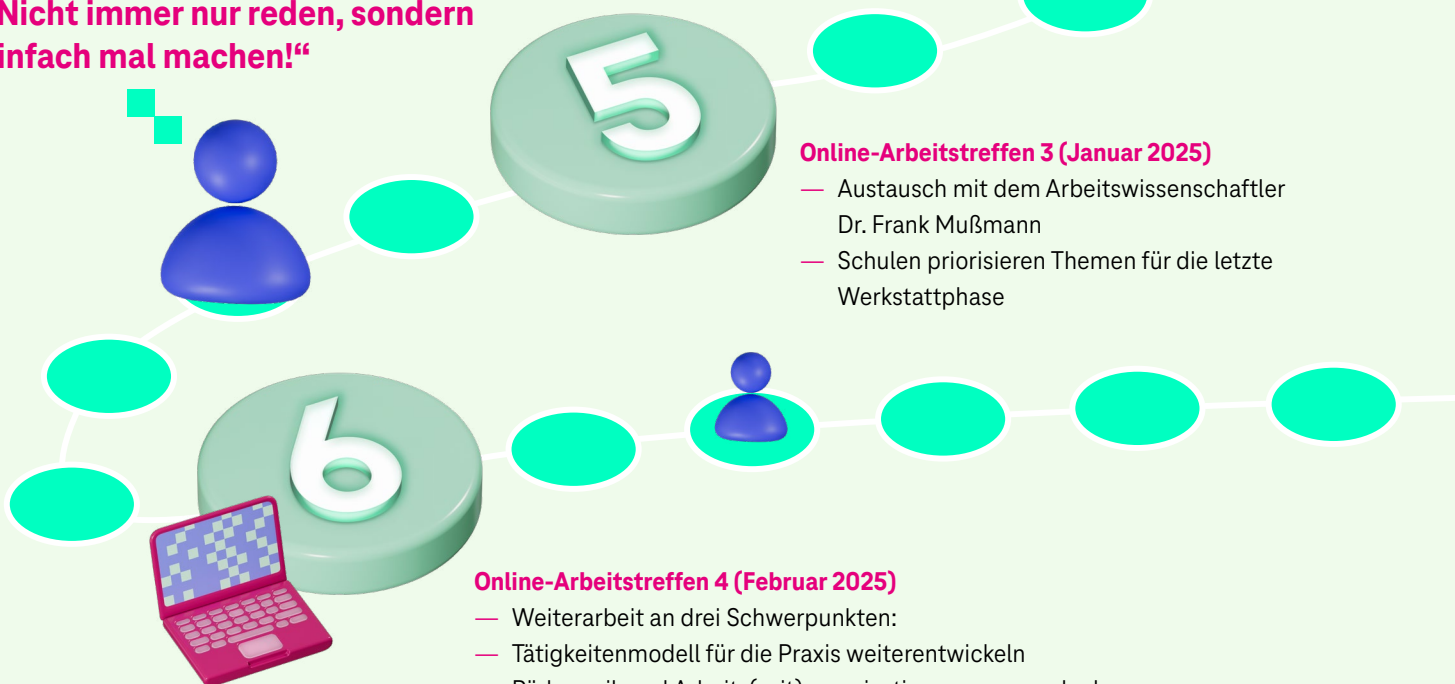 Nicht immer nur reden, sondern
infach mal machen!“
5
Online-Arbeitstreffen 3 (Januar 2025)
— Austausch mit dem Arbeitswissenschaftler
Dr. Frank Mußmann
— Schulen priorisieren Themen für die letzte
Werkstattphase
6
Online-Arbeitstreffen 4 (Februar 2025)
— Weiterarbeit an drei Schwerpunkten:
— Tätigkeitenmodell für die Praxis weiterentwickeln